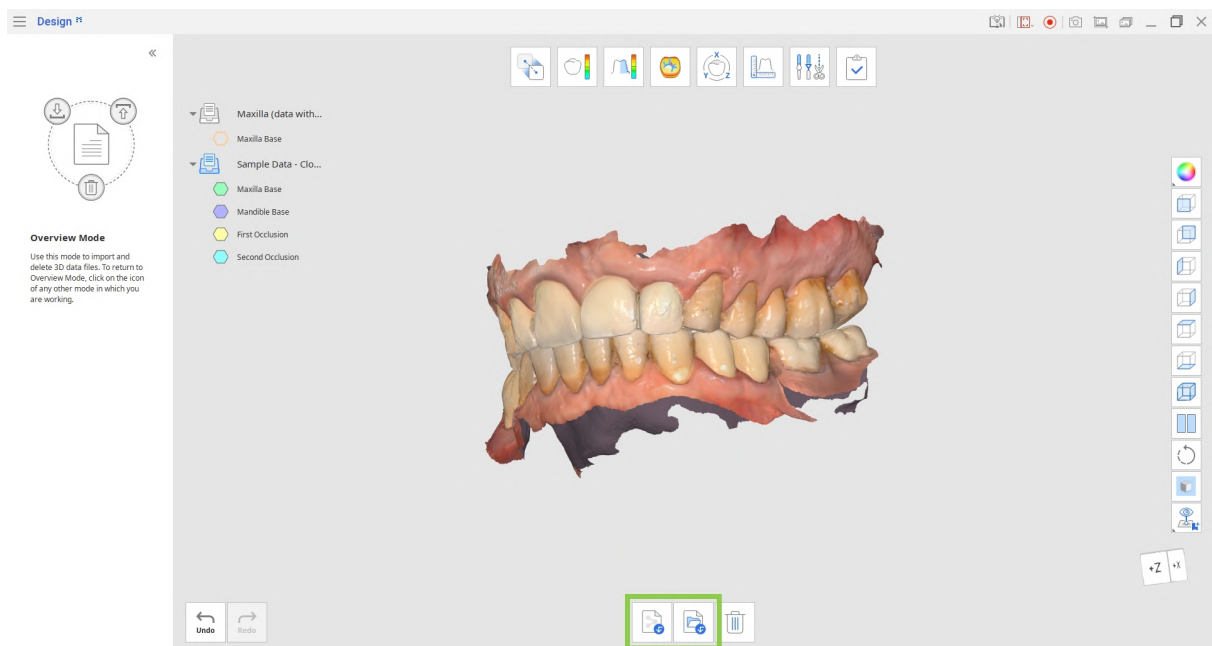 Design
Overview Mode
Use this mode to import and
delete 3D data files. To return to
Overview Mode, click on the icon
of any other mode in which you
are working.
Maxilla (data with...
Maxilla Base
Sample Data - Clo...
Maxilla Base
Mandible Base
First Occlusion
Second Occlusion
X
Y
Z
+Z
+X
Undo
Redo